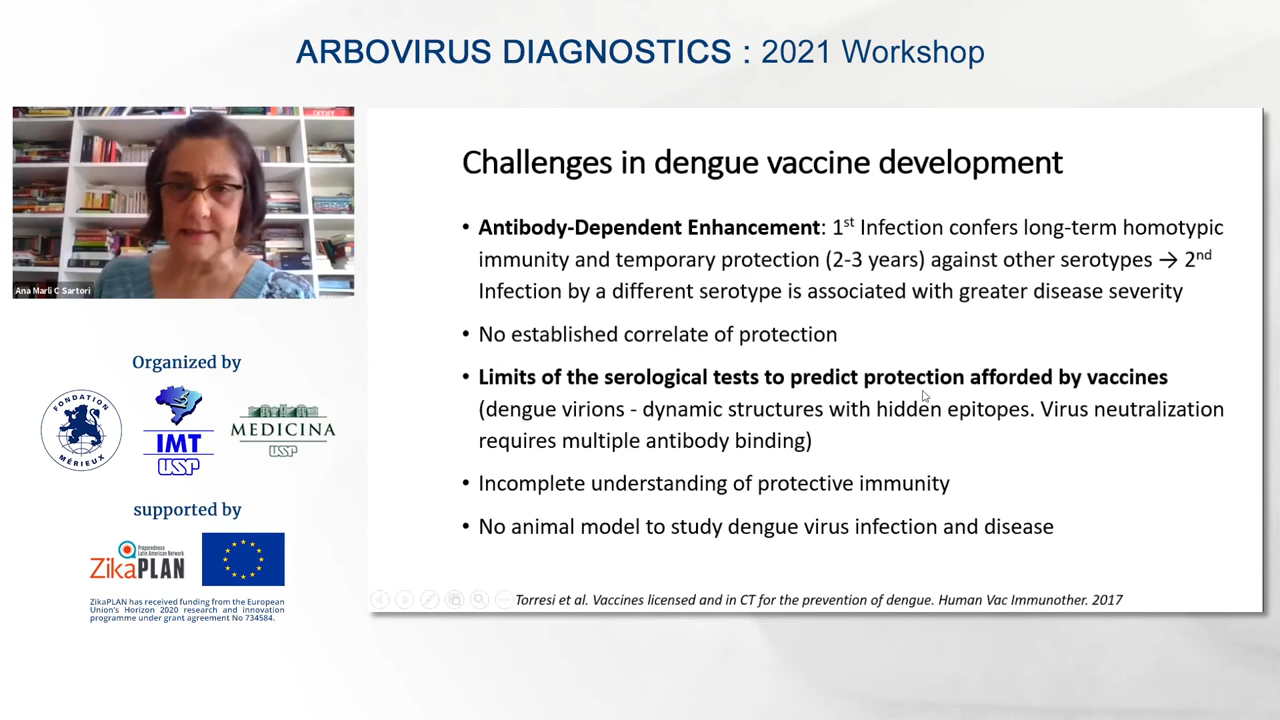 ARBOVIRUS DIAGNOSTICS : 2021 Workshop
Ana Marli C Sartori
Organized by
FONDATION
MÉRIEUX
IMT
USP
MEDICINA
USP
supported by
Preparedness
Latin American Network
ZikaPLAN
ZikaPLAN has received funding from the European
Union's Horizon 2020 research and innovation
programme under grant agreement No 734584.
Challenges in dengue vaccine development
• Antibody-Dependent Enhancement: 1st Infection confers long-term homotypic
immunity and temporary protection (2-3 years) against other serotypes → 2nd
Infection by a different serotype is associated with greater disease severity
• No established correlate of protection
• Limits of the serological tests to predict protection afforded by vaccines
(dengue virions - dynamic structures with hidden epitopes. Virus neutralization
requires multiple antibody binding)
• Incomplete understanding of protective immunity
• No animal model to study dengue virus infection and disease
Torresi et al. Vaccines licensed and in CT for the prevention of dengue. Human Vac Immunother. 2017